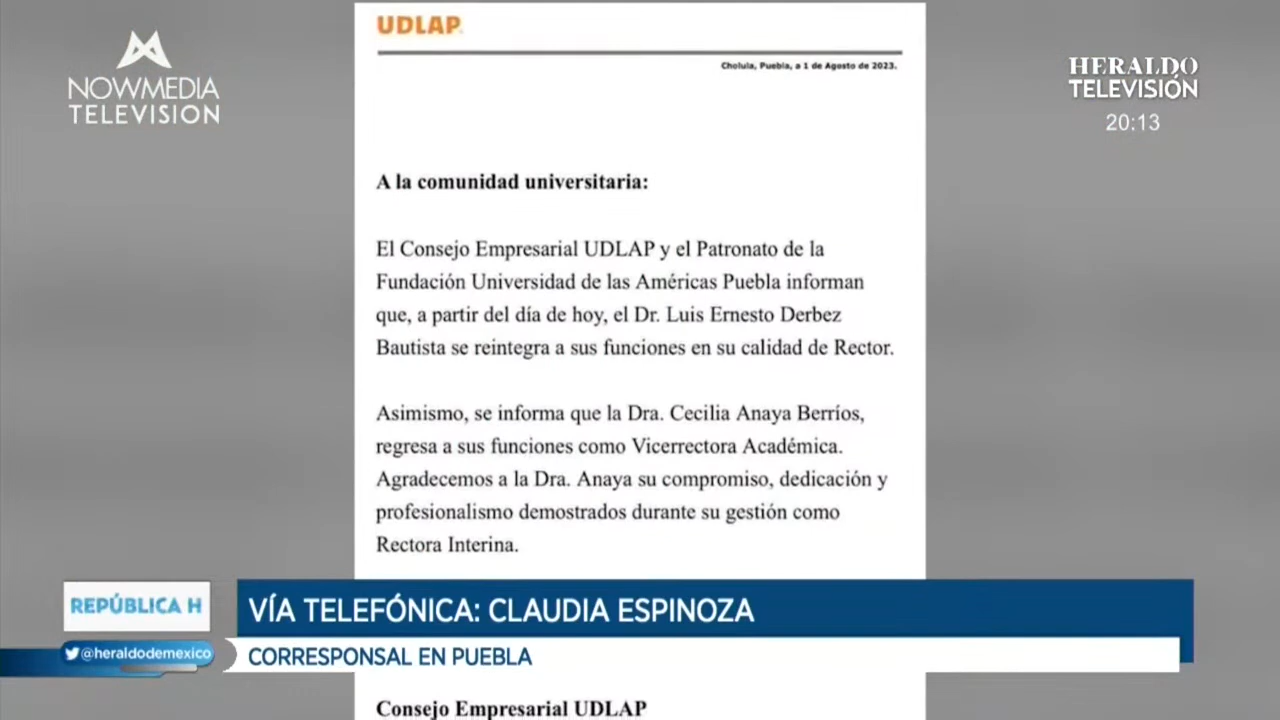 NOWMEDIA
TELEVISION
HERALDO
TELEVISIÓN
20:13
UDLAP
Cholula, Puebla, a 1 de Agosto de 2023.
A la comunidad universitaria:
El Consejo Empresarial UDLAP y el Patronato de la
Fundación Universidad de las Américas Puebla informan
que, a partir del día de hoy, el Dr. Luis Ernesto Derbez
Bautista se reintegra a sus funciones en su calidad de Rector.
Asimismo, se informa que la Dra. Cecilia Anaya Berríos,
regresa a sus funciones como Vicerrectora Académica.
Agradecemos a la Dra. Anaya su compromiso, dedicación y
profesionalismo demostrados durante su gestión como
Rectora Interina.
REPÚBLICA H
VÍA TELEFÓNICA: CLAUDIA ESPINOZA
@heraldodemexico
CORRESPONSAL EN PUEBLA
Consejo Empresarial UDLAP